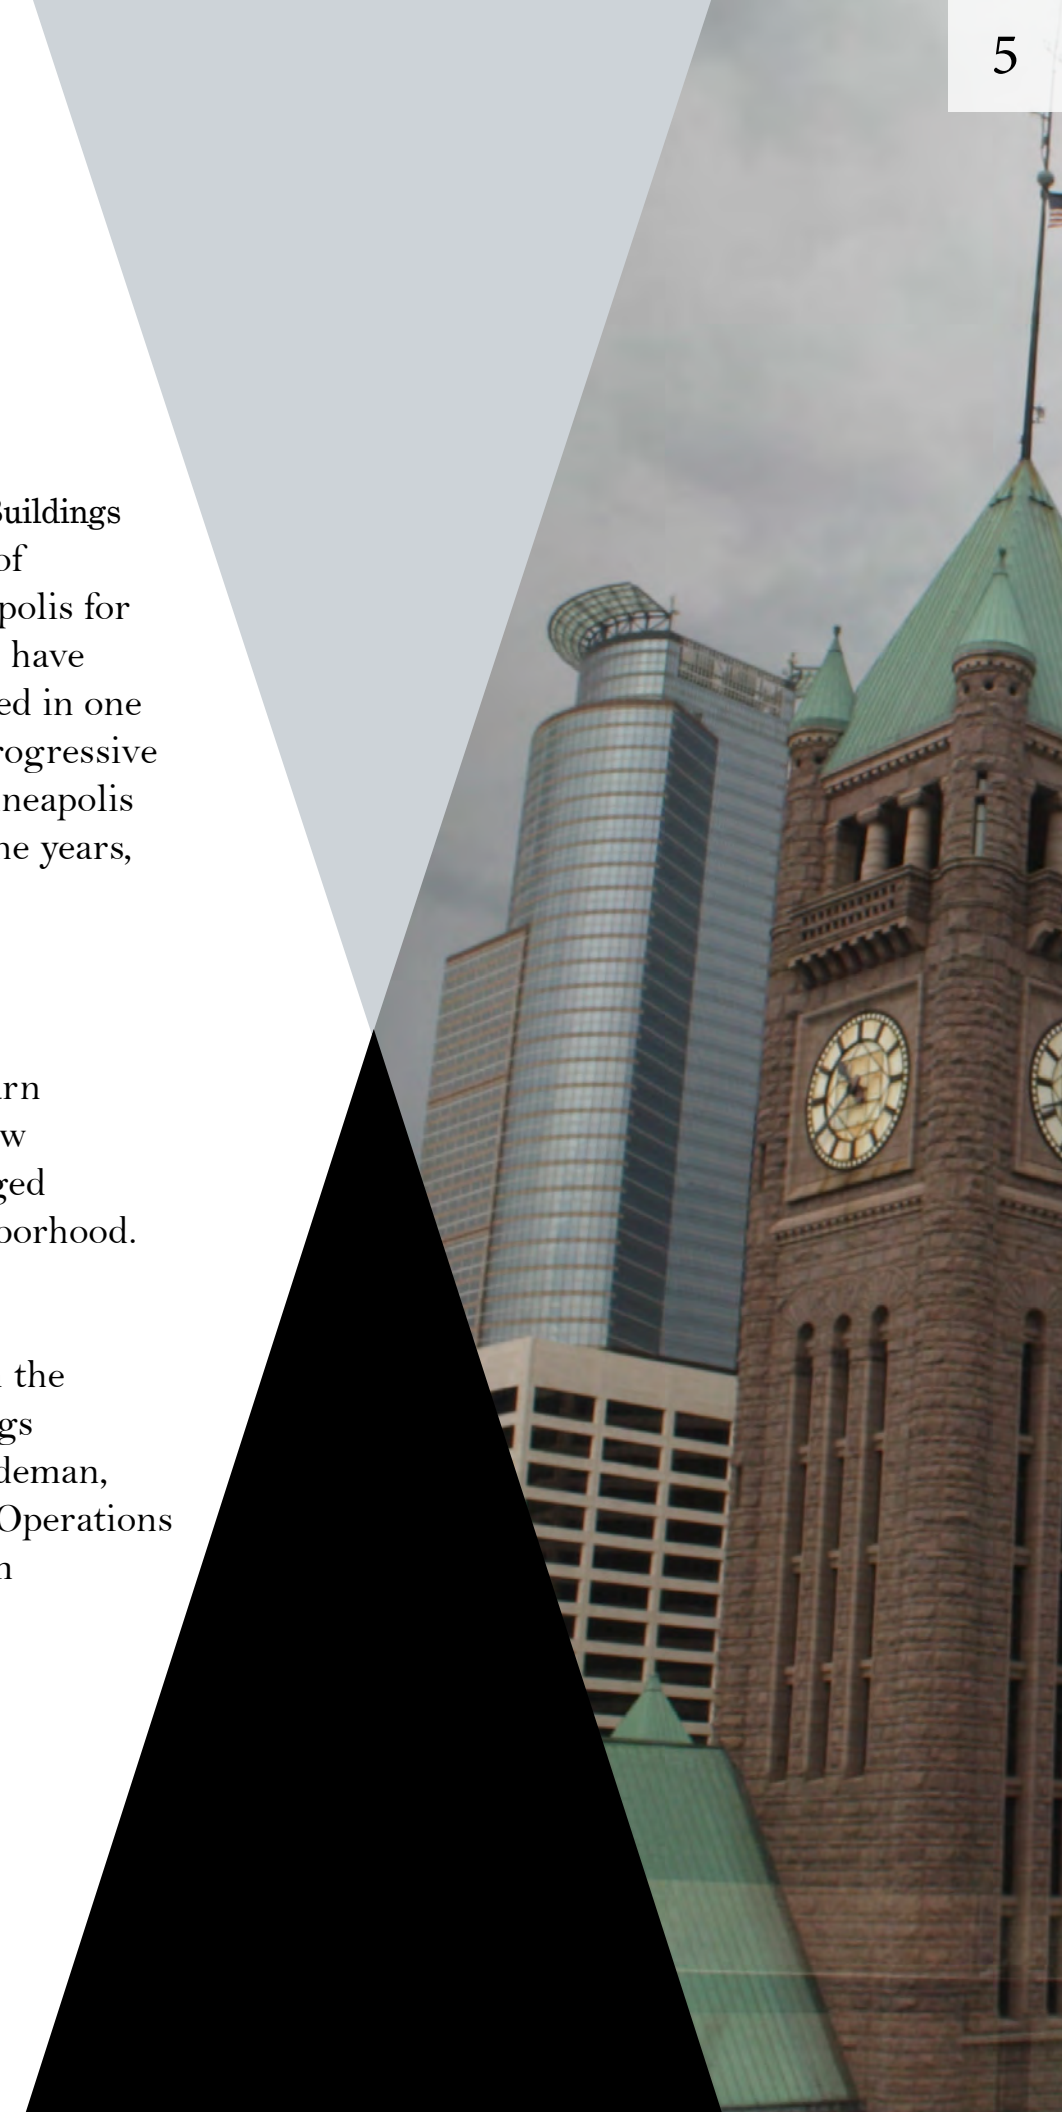 5
Buildings
of
polis for
have
ed in one
rogressive
neapolis
he years,
rn
w
ged
borhood.
the
gs
deman,
Operations
n